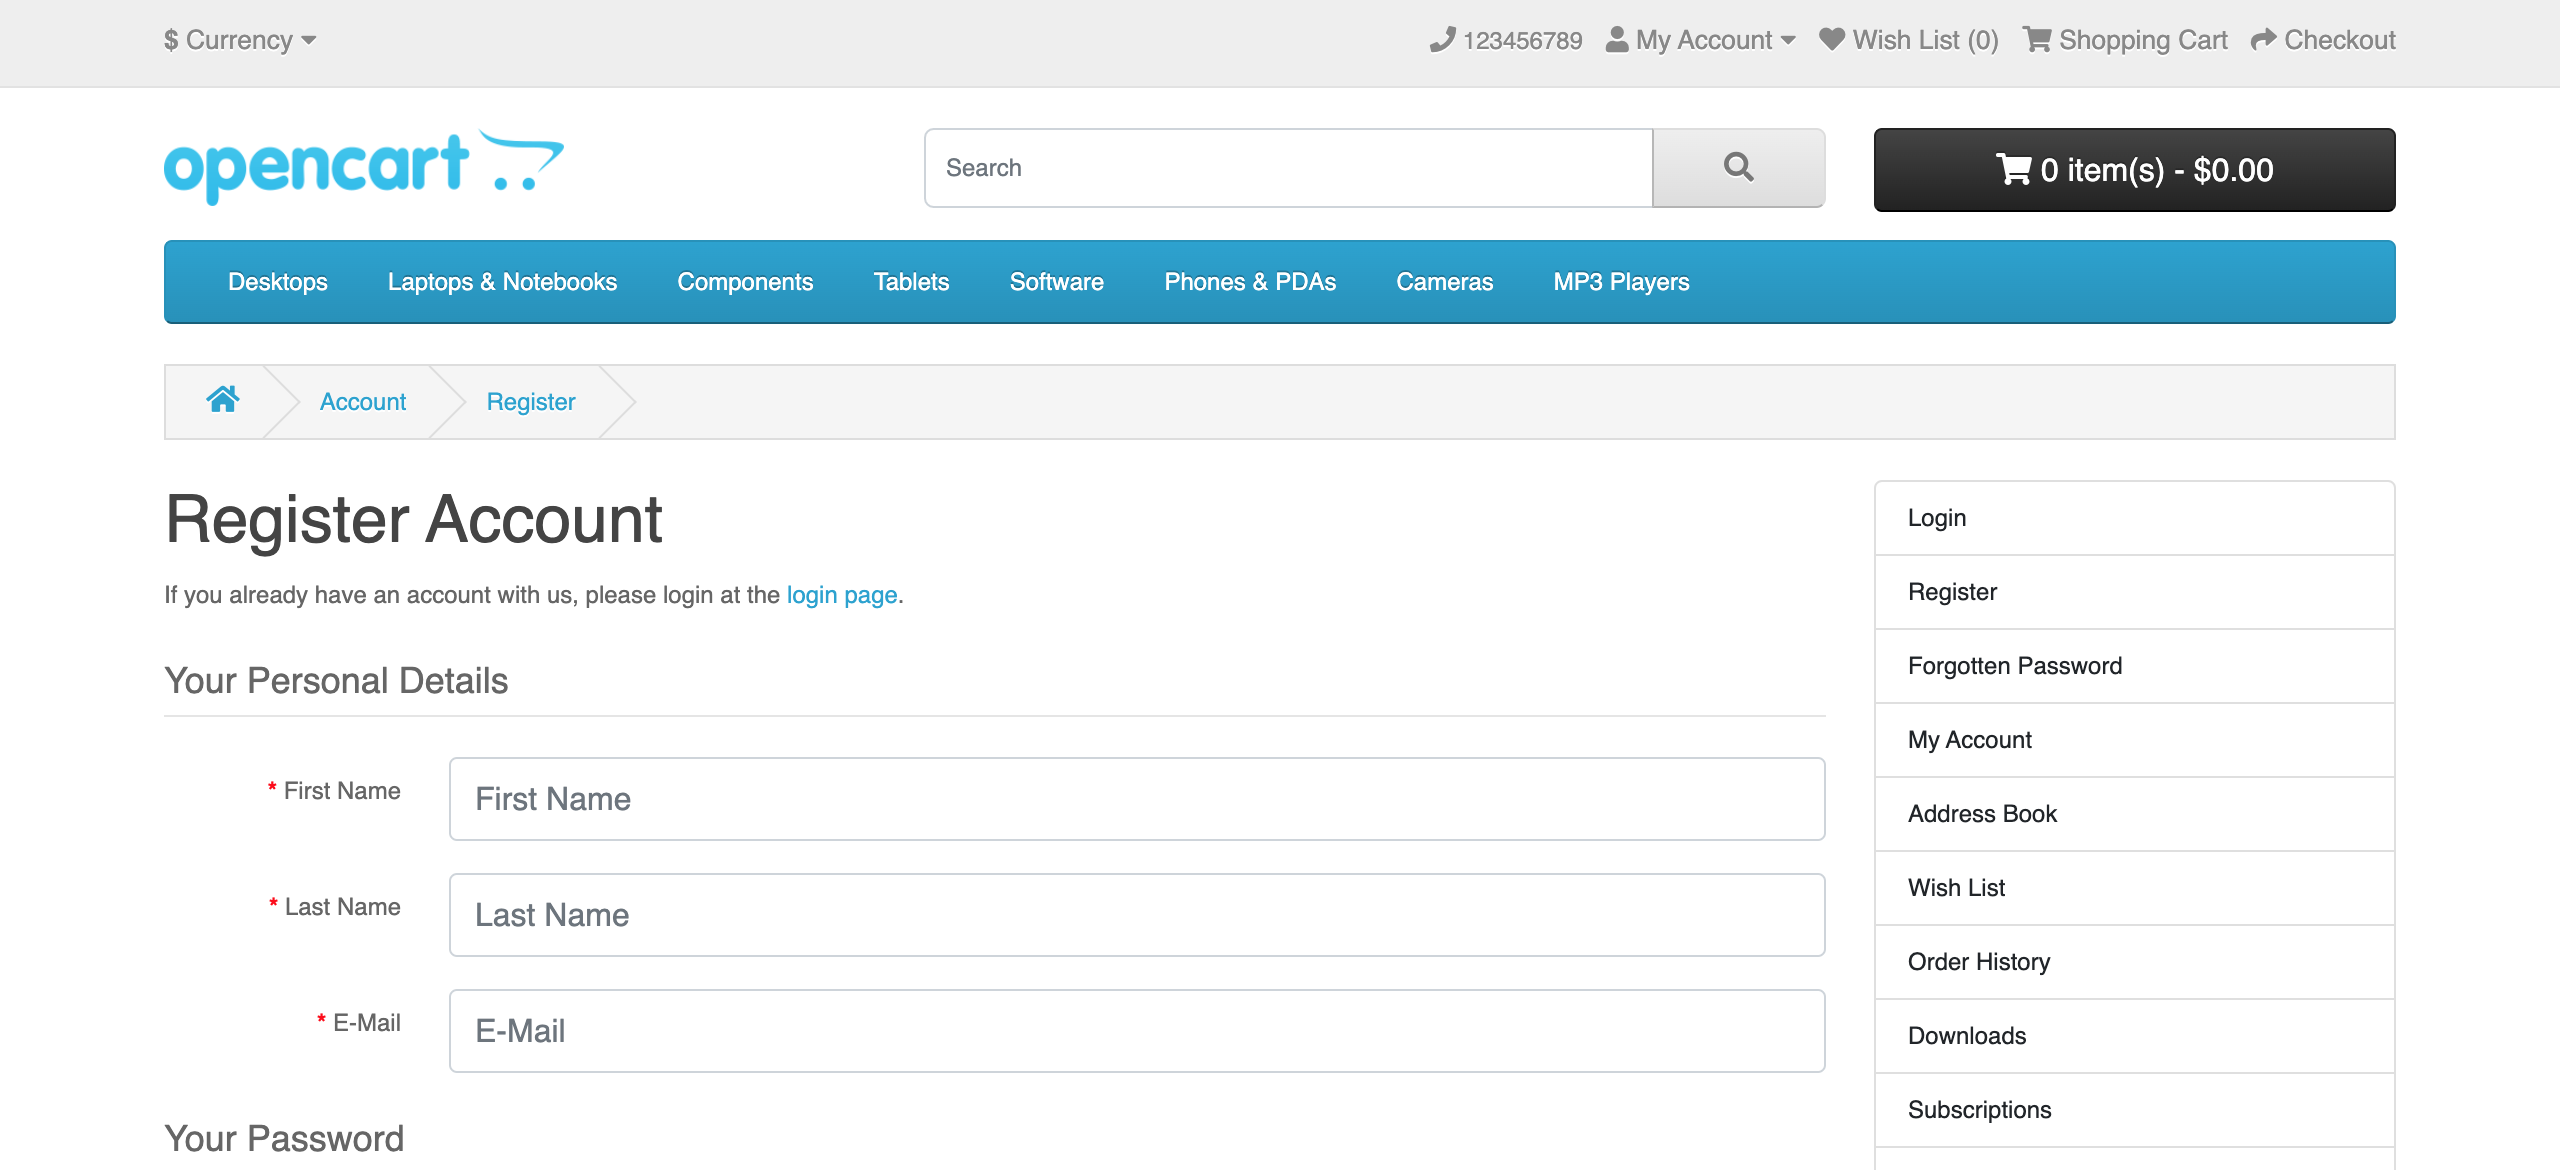 $ Currency
123456789 My Account Wish List (0) Shopping Cart Checkout
opencart
Search
0 item(s) - $0.00
Desktops Laptops & Notebooks Components Tablets Software Phones & PDAs Cameras MP3 Players
Account Register
Register Account
If you already have an account with us, please login at the login page.
Your Personal Details
* First Name
First Name
* Last Name
Last Name
* E-Mail
E-Mail
Your Password
Login
Register
Forgotten Password
My Account
Address Book
Wish List
Order History
Downloads
Subscriptions